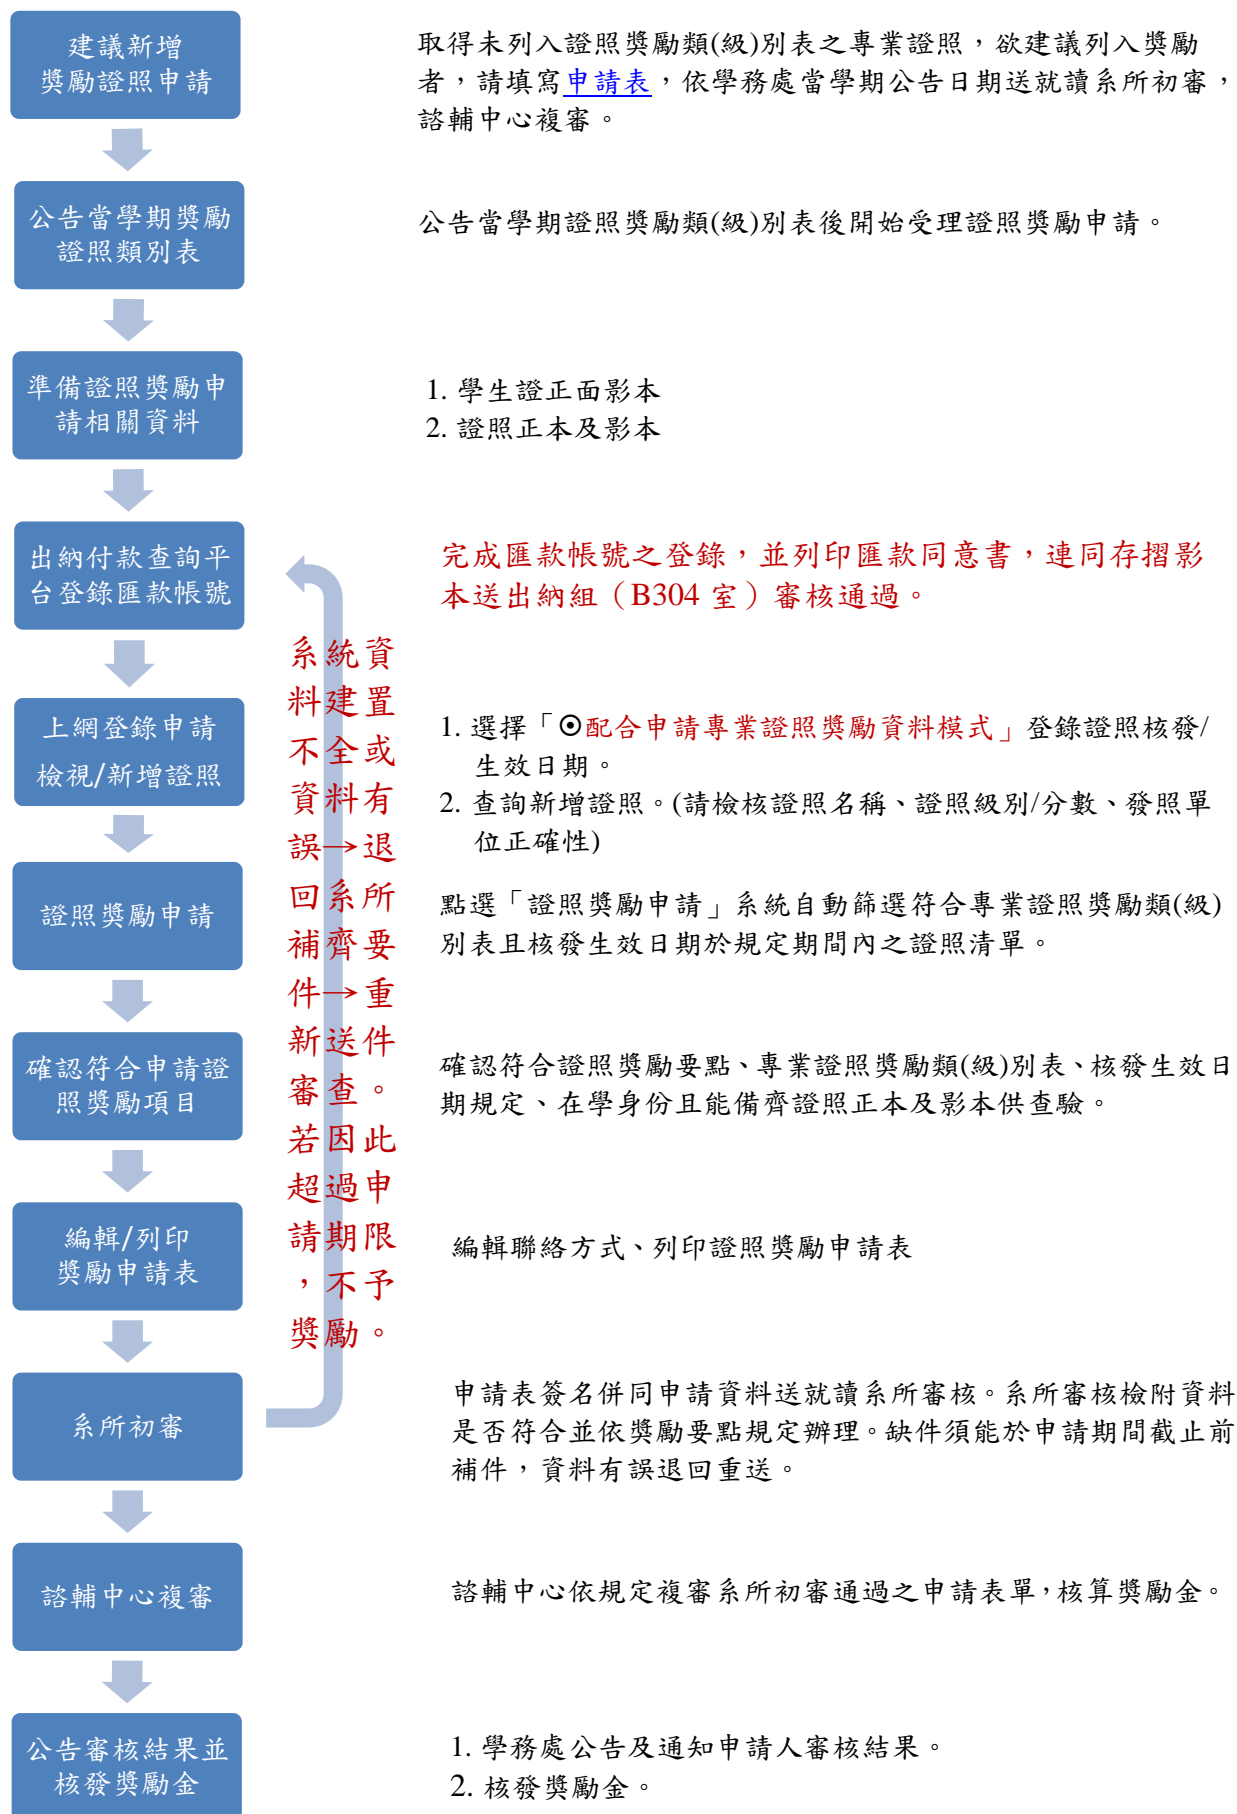 建議新增
獎勵證照申請
取得未列入證照獎勵類(級)別表之專業證照，欲建議列入獎勵
者，請填寫申請表，依學務處當學期公告日期送就讀系所初審，
諮輔中心複審。
公告當學期獎勵
證照類別表
公告當學期證照獎勵類(級)別表後開始受理證照獎勵申請。
準備證照獎勵申
請相關資料
1. 學生證正面影本
2. 證照正本及影本
出納付款查詢平
台登錄匯款帳號
完成匯款帳號之登錄，並列印匯款同意書，連同存摺影
本送出納組（B304 室）審核通過。
系統資
料建置
不全或
資料有
誤→退
回系所
補齊要
件→重
新送件
審查。
若因此
超過申
請期限
，不予
獎勵。
上網登錄申請
檢視/新增證照
1. 選擇「⊙配合申請專業證照獎勵資料模式」登錄證照核發/
生效日期。
2. 查詢新增證照。(請檢核證照名稱、證照級別/分數、發照單
位正確性)
證照獎勵申請
點選「證照獎勵申請」系統自動篩選符合專業證照獎勵類(級)
別表且核發生效日期於規定期間內之證照清單。
確認符合申請證
照獎勵項目
確認符合證照獎勵要點、專業證照獎勵類(級)別表、核發生效日
期規定、在學身份且能備齊證照正本及影本供查驗。
編輯/列印
獎勵申請表
編輯聯絡方式、列印證照獎勵申請表
系所初審
申請表簽名併同申請資料送就讀系所審核。系所審核檢附資料
是否符合並依獎勵要點規定辦理。缺件須能於申請期間截止前
補件，資料有誤退回重送。
諮輔中心複審
諮輔中心依規定複審系所初審通過之申請表單，核算獎勵金。
公告審核結果並
核發獎勵金
1. 學務處公告及通知申請人審核結果。
2. 核發獎勵金。